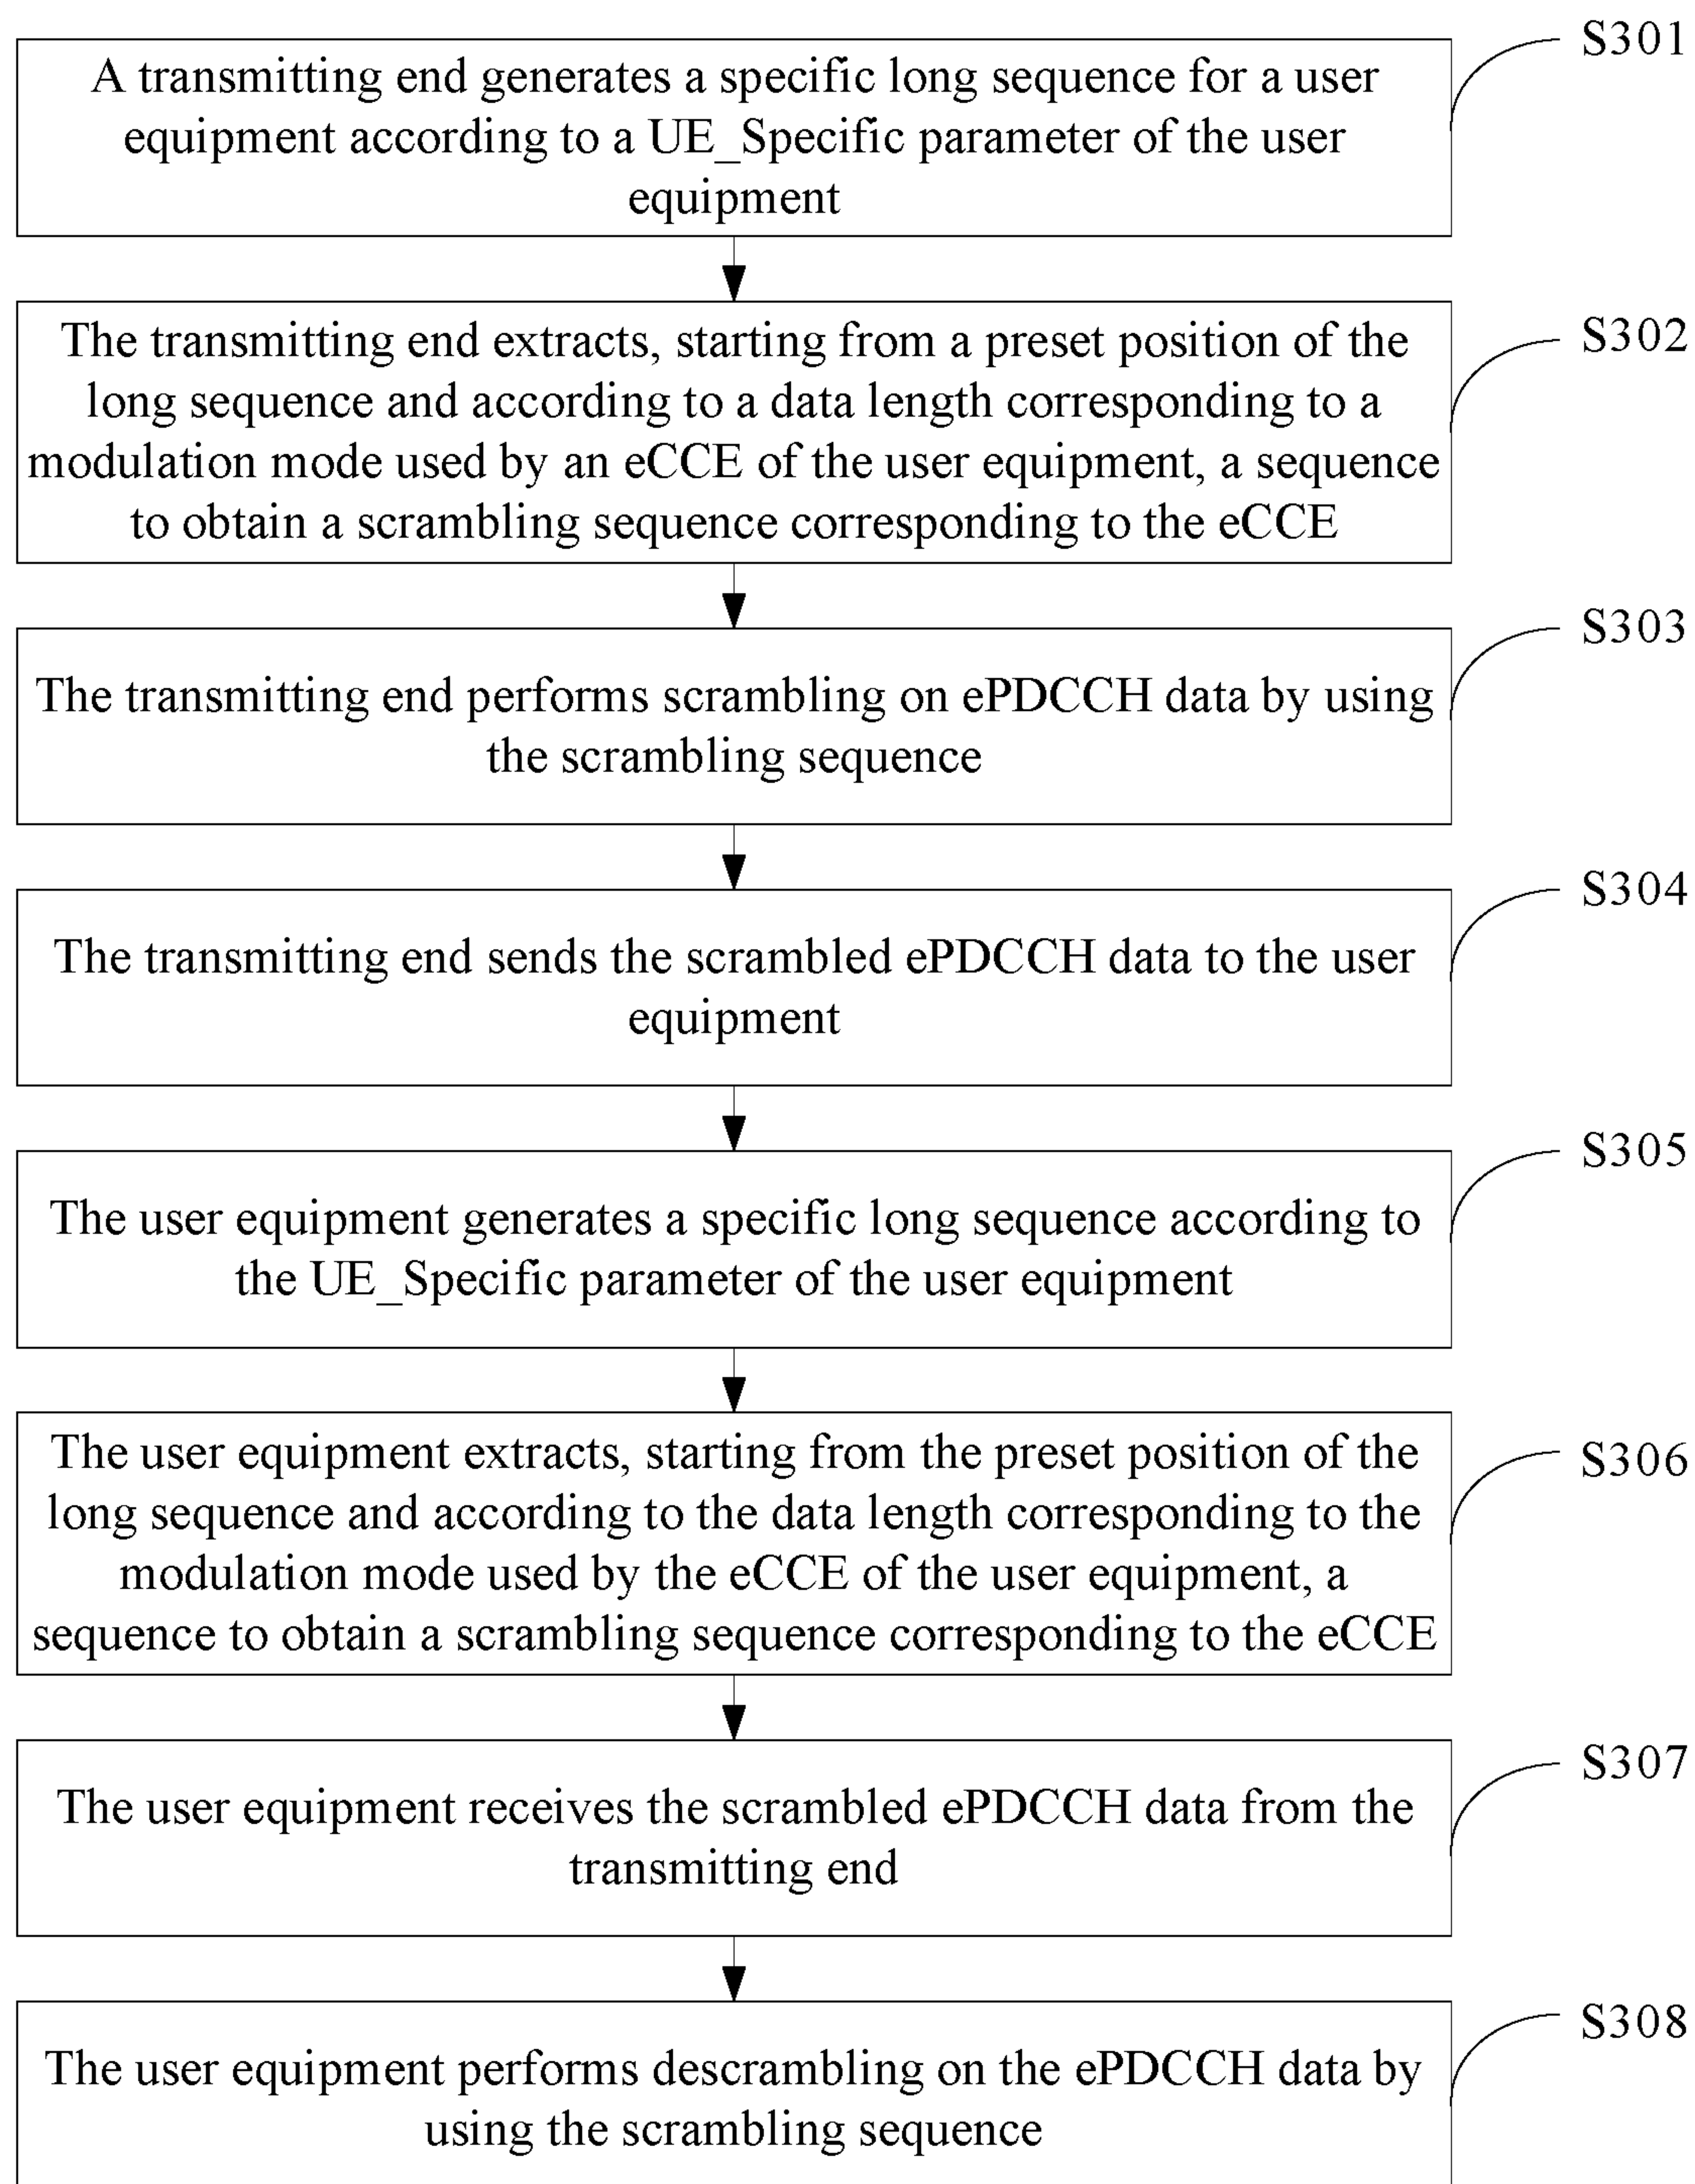 S301
A transmitting end generates a specific long sequence for a user
equipment according to a UE_Specific parameter of the user
equipment
S302
The transmitting end extracts, starting from a preset position of the
long sequence and according to a data length corresponding to a
modulation mode used by an eCCE of the user equipment, a sequence
to obtain a scrambling sequence corresponding to the eCCE
S303
The transmitting end performs scrambling on ePDCCH data by using
the scrambling sequence
S304
The transmitting end sends the scrambled ePDCCH data to the user
equipment
S305
The user equipment generates a specific long sequence according to
the UE_Specific parameter of the user equipment
S306
The user equipment extracts, starting from the preset position of the
long sequence and according to the data length corresponding to the
modulation mode used by the eCCE of the user equipment, a
sequence to obtain a scrambling sequence corresponding to the eCCE
S307
The user equipment receives the scrambled ePDCCH data from the
transmitting end
S308
The user equipment performs descrambling on the ePDCCH data by
using the scrambling sequence